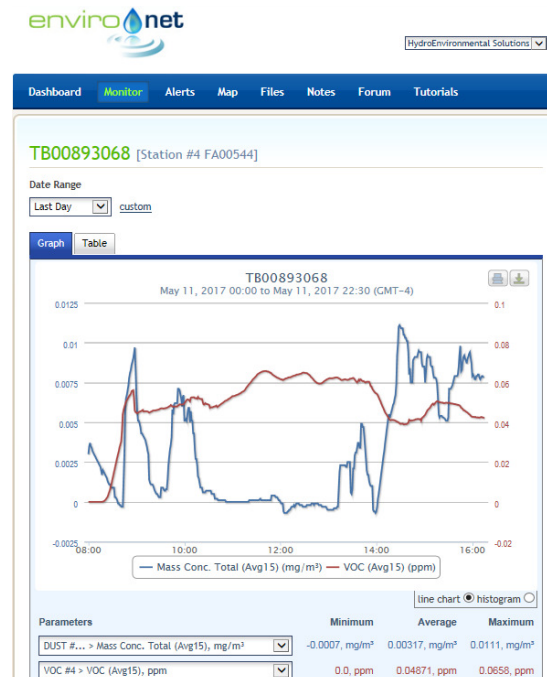 environet
HydroEnvironmental Solutions
Dashboard Monitor Alerts Map Files Notes Forum Tutorials
TB00893068 [Station #4 FA00544]
Date Range
Last Day custom
Graph Table
TB00893068
May 11, 2017 00:00 to May 11, 2017 22:30 (GMT-4)
0.0125 0.1
0.01 0.08
0.0075 0.06
0.005 0.04
0.0025 0.02
0 0
-0.0025 -0.02
08:00 10:00 12:00 14:00 16:00
Mass Conc. Total (Avg15) (mg/m³) VOC (Avg15) (ppm)
line chart histogram
Parameters Minimum Average Maximum
DUST #... > Mass Conc. Total (Avg15), mg/m³ -0.0007, mg/m³ 0.00317, mg/m³ 0.0111, mg/m³
VOC #4 > VOC (Avg15), ppm 0.0, ppm 0.04871, ppm 0.0658, ppm